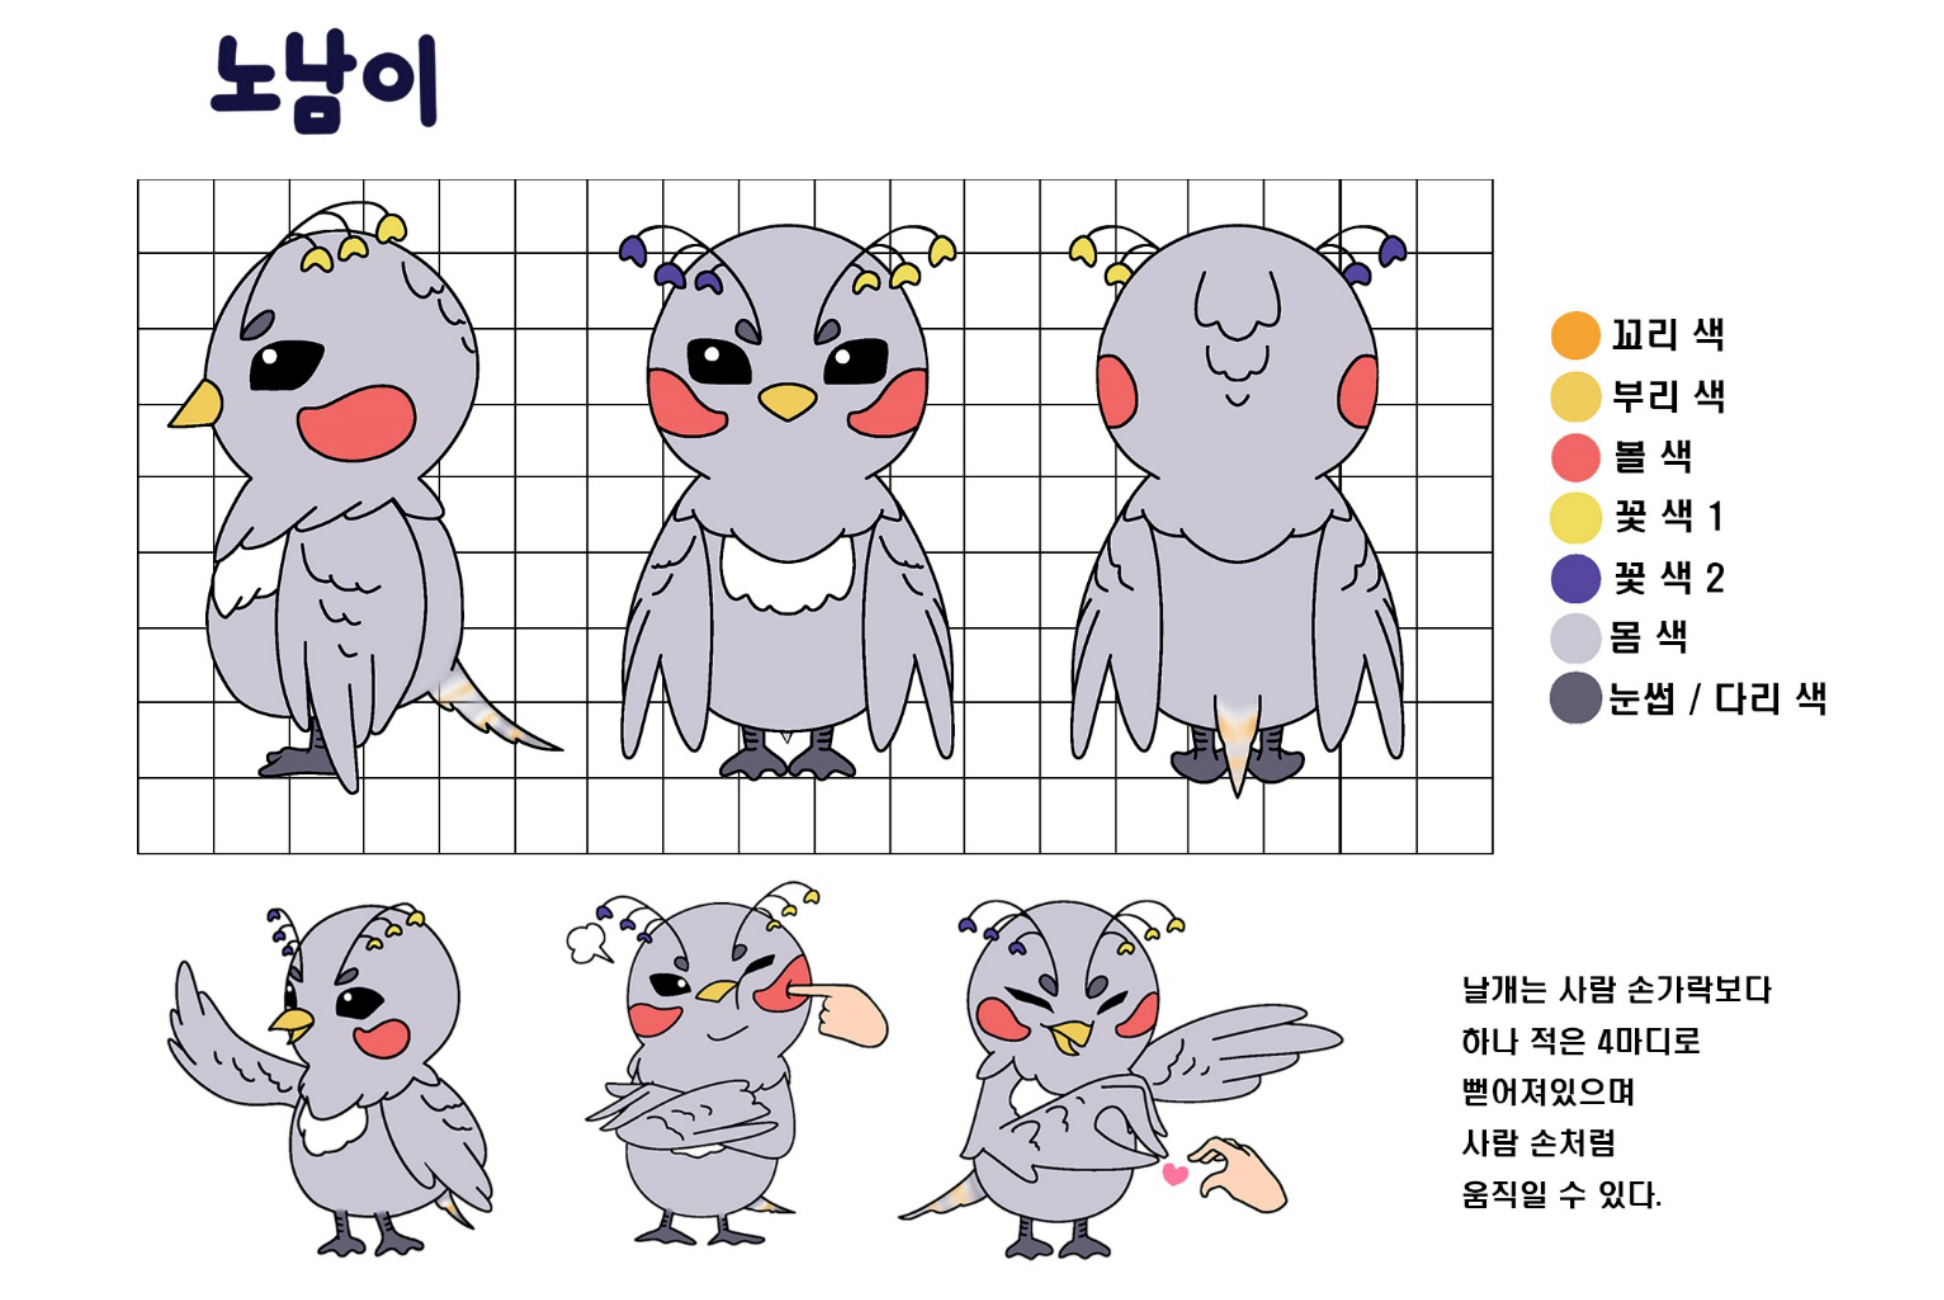 노남이
꼬리 색
부리 색
볼 색
꽃 색 1
꽃 색 2
몸 색
눈썹 / 다리 색
날개는 사람 손가락보다
하나 적은 4마디로
뻗어져있으며
사람 손처럼
움직일 수 있다.